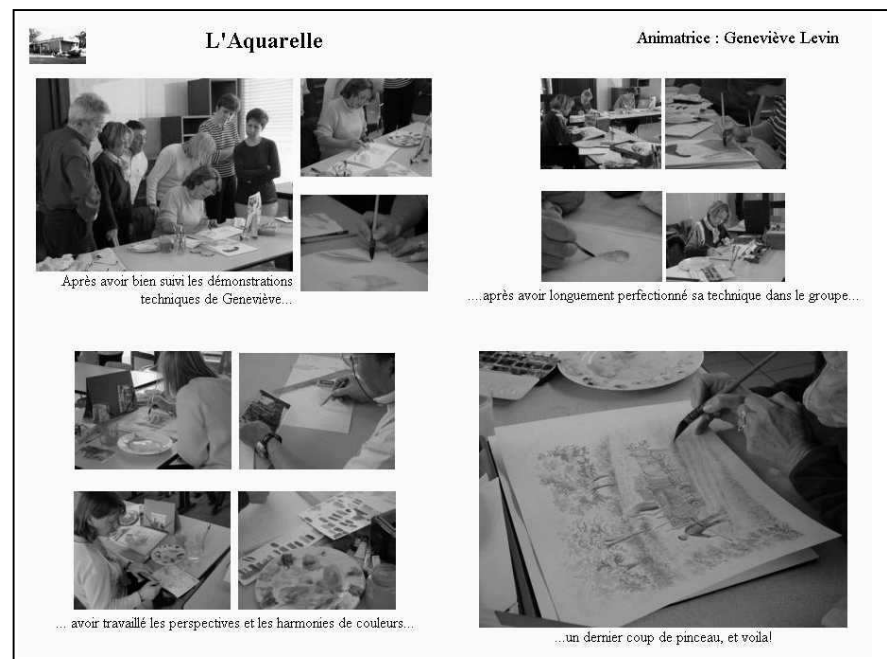 L'Aquarelle
Animatrice : Geneviève Levin
Après avoir bien suivi les démonstrations
techniques de Geneviève...
....après avoir longuement perfectionné sa technique dans le groupe...
... avoir travaillé les perspectives et les harmonies de couleurs...
...un dernier coup de pinceau, et voila!